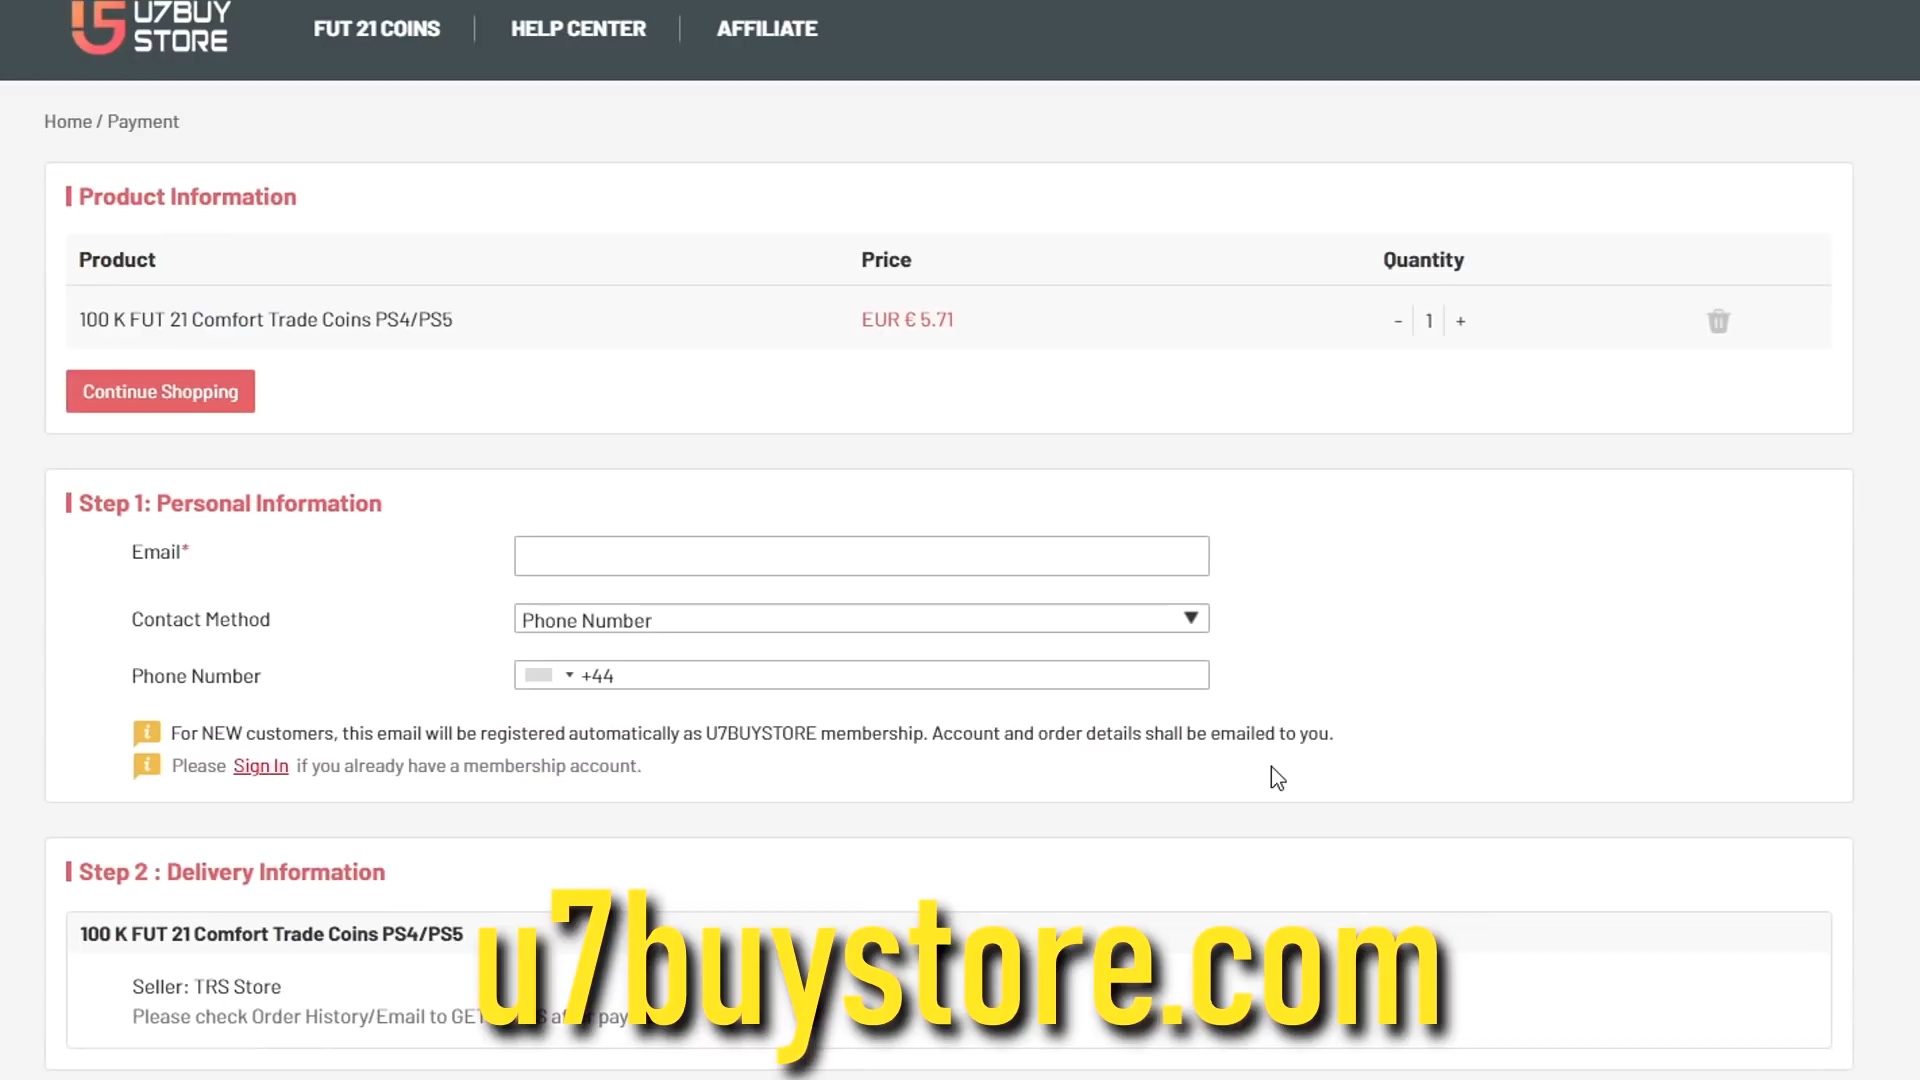 U7BUY
STORE
FUT 21 COINS
HELP CENTER
AFFILIATE
Home / Payment
Product Information
Product
Price
Quantity
100 K FUT 21 Comfort Trade Coins PS4/PS5
EUR € 5.71
- 1 +
Continue Shopping
Step 1: Personal Information
Email*
Contact Method
Phone Number
Phone Number
+44
For NEW customers, this email will be registered automatically as U7BUYSTORE membership. Account and order details shall be emailed to you.
Please Sign In if you already have a membership account.
Step 2 : Delivery Information
100 K FUT 21 Comfort Trade Coins PS4/PS5
Seller: TRS Store
Please check Order History/Email to
u7buystore.com